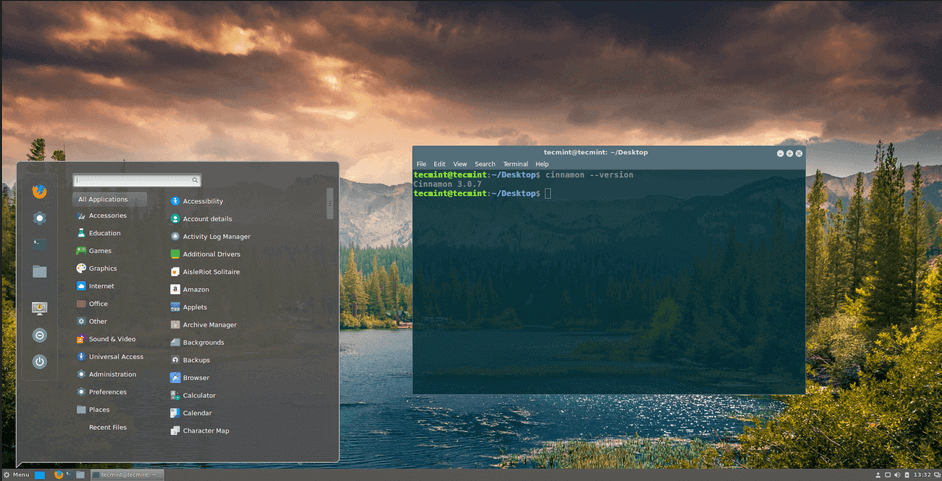 tecmint@tecmint: ~/Desktop
File Edit View Search Terminal Help
tecmint@tecmint:~/Desktop$ cinnamon --version
Cinnamon 3.0.7
tecmint@tecmint:~/Desktop$
All Applications
Accessories
Education
Games
Graphics
Internet
Office
Other
Sound & Video
Universal Access
Administration
Preferences
Places
Recent Files
Accessibility
Account details
Activity Log Manager
Additional Drivers
AisleRiot Solitaire
Amazon
Applets
Archive Manager
Backgrounds
Backups
Browser
Calculator
Calendar
Character Map
Menu
tecmint@tecmint: ~
13:32